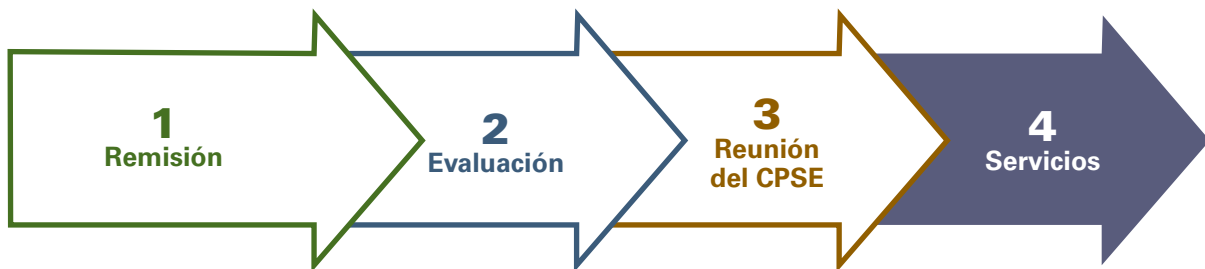 1
Remisión
2
Evaluación
3
Reunión
del CPSE
4
Servicios